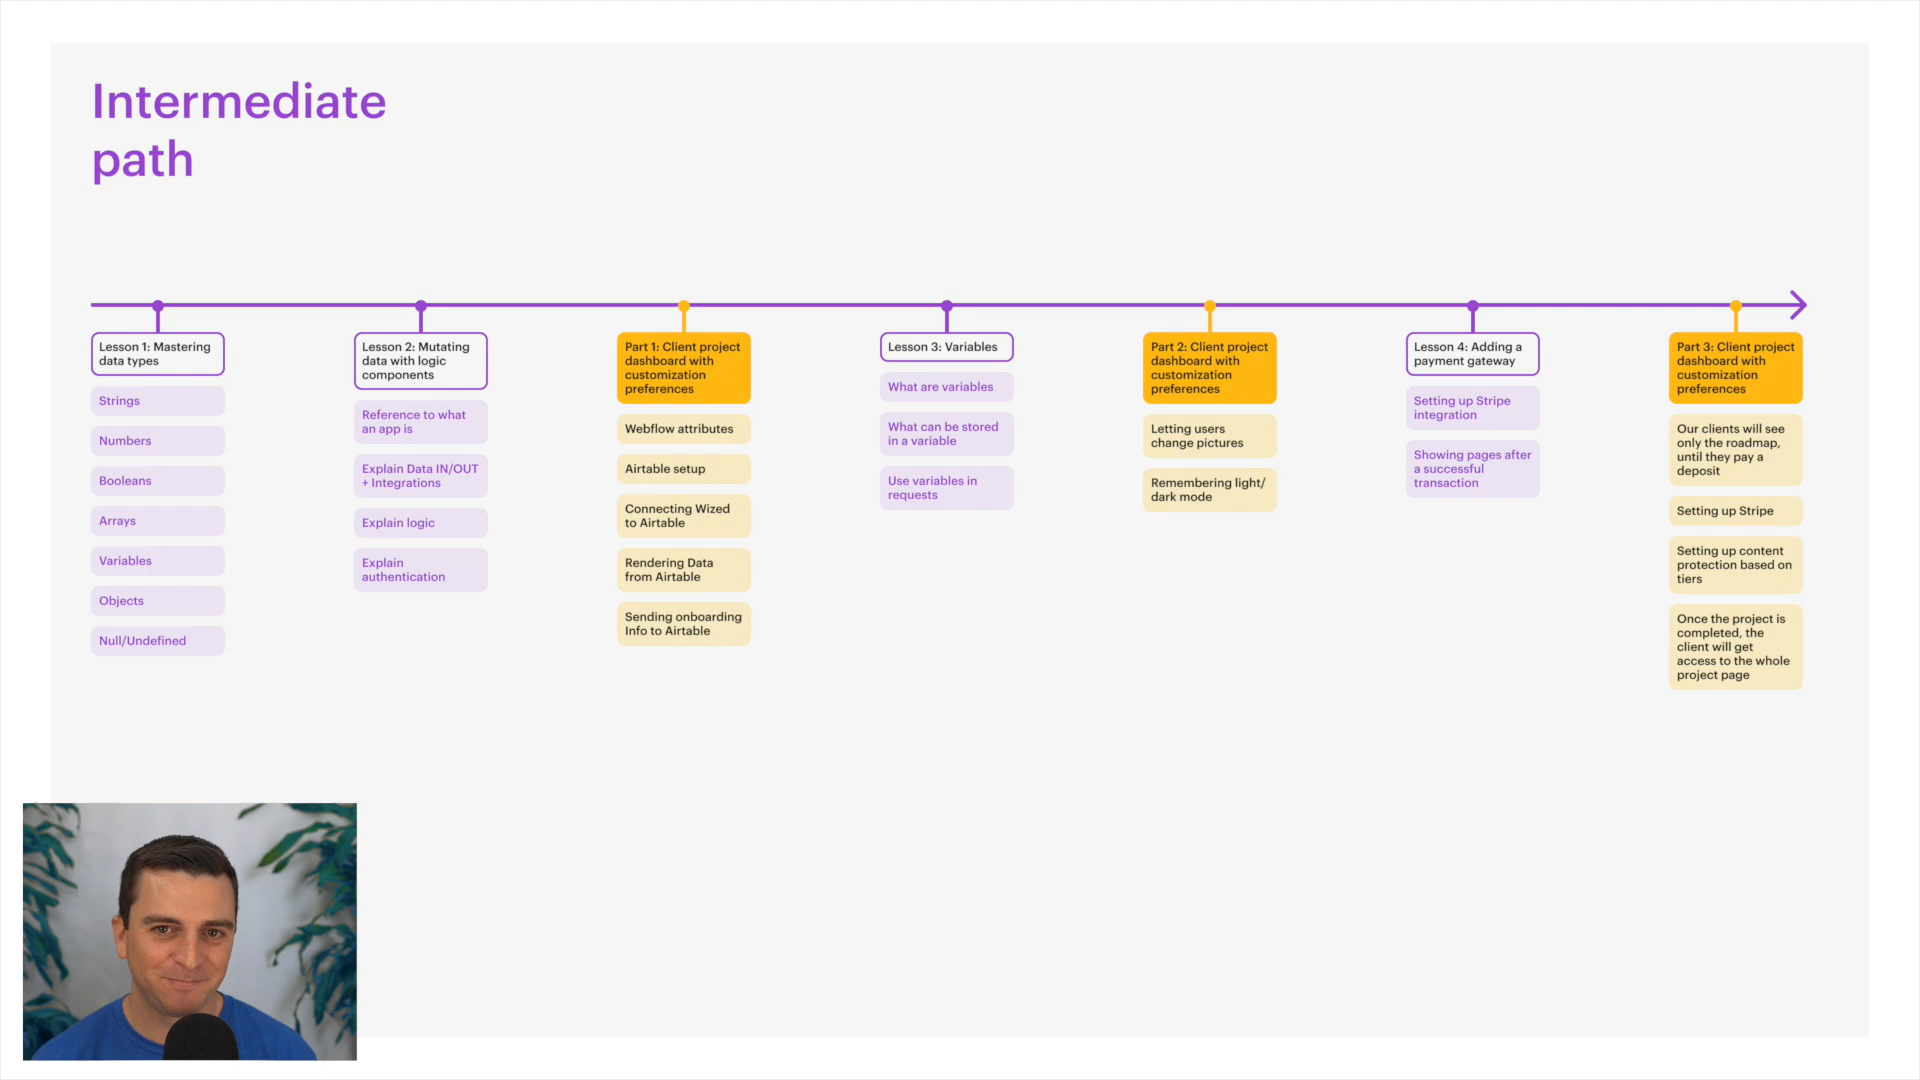 Intermediate
path
Lesson 1: Mastering
data types
Strings
Numbers
Booleans
Arrays
Variables
Objects
Null/Undefined
Lesson 2: Mutating
data with logic
components
Reference to what
an app is
Explain Data IN/OUT
+ Integrations
Explain logic
Explain
authentication
Part 1: Client project
dashboard with
customization
preferences
Webflow attributes
Airtable setup
Connecting Wized
to Airtable
Rendering Data
from Airtable
Sending onboarding
Info to Airtable
Lesson 3: Variables
What are variables
What can be stored
in a variable
Use variables in
requests
Part 2: Client project
dashboard with
customization
preferences
Letting users
change pictures
Remembering light/
dark mode
Lesson 4: Adding a
payment gateway
Setting up Stripe
integration
Showing pages after
a successful
transaction
Part 3: Client project
dashboard with
customization
preferences
Our clients will see
only the roadmap,
until they pay a
deposit
Setting up Stripe
Setting up content
protection based on
tiers
Once the project is
completed, the
client will get
access to the whole
project page